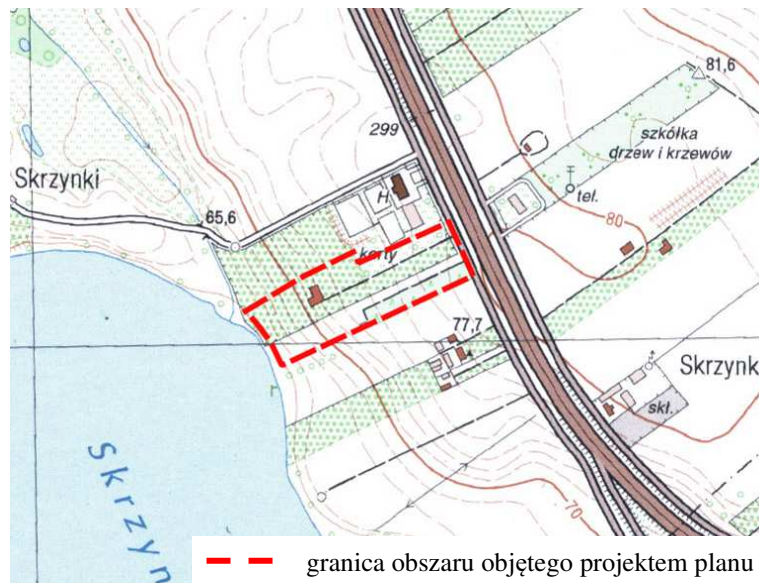 81,6
299
szkółka
drzew i krzewów
Skrzynki
H
tel.
65,6
80
korty
77,7
Skrzynk
skł.
Skrzyn
70
granica obszaru objętego projektem planu